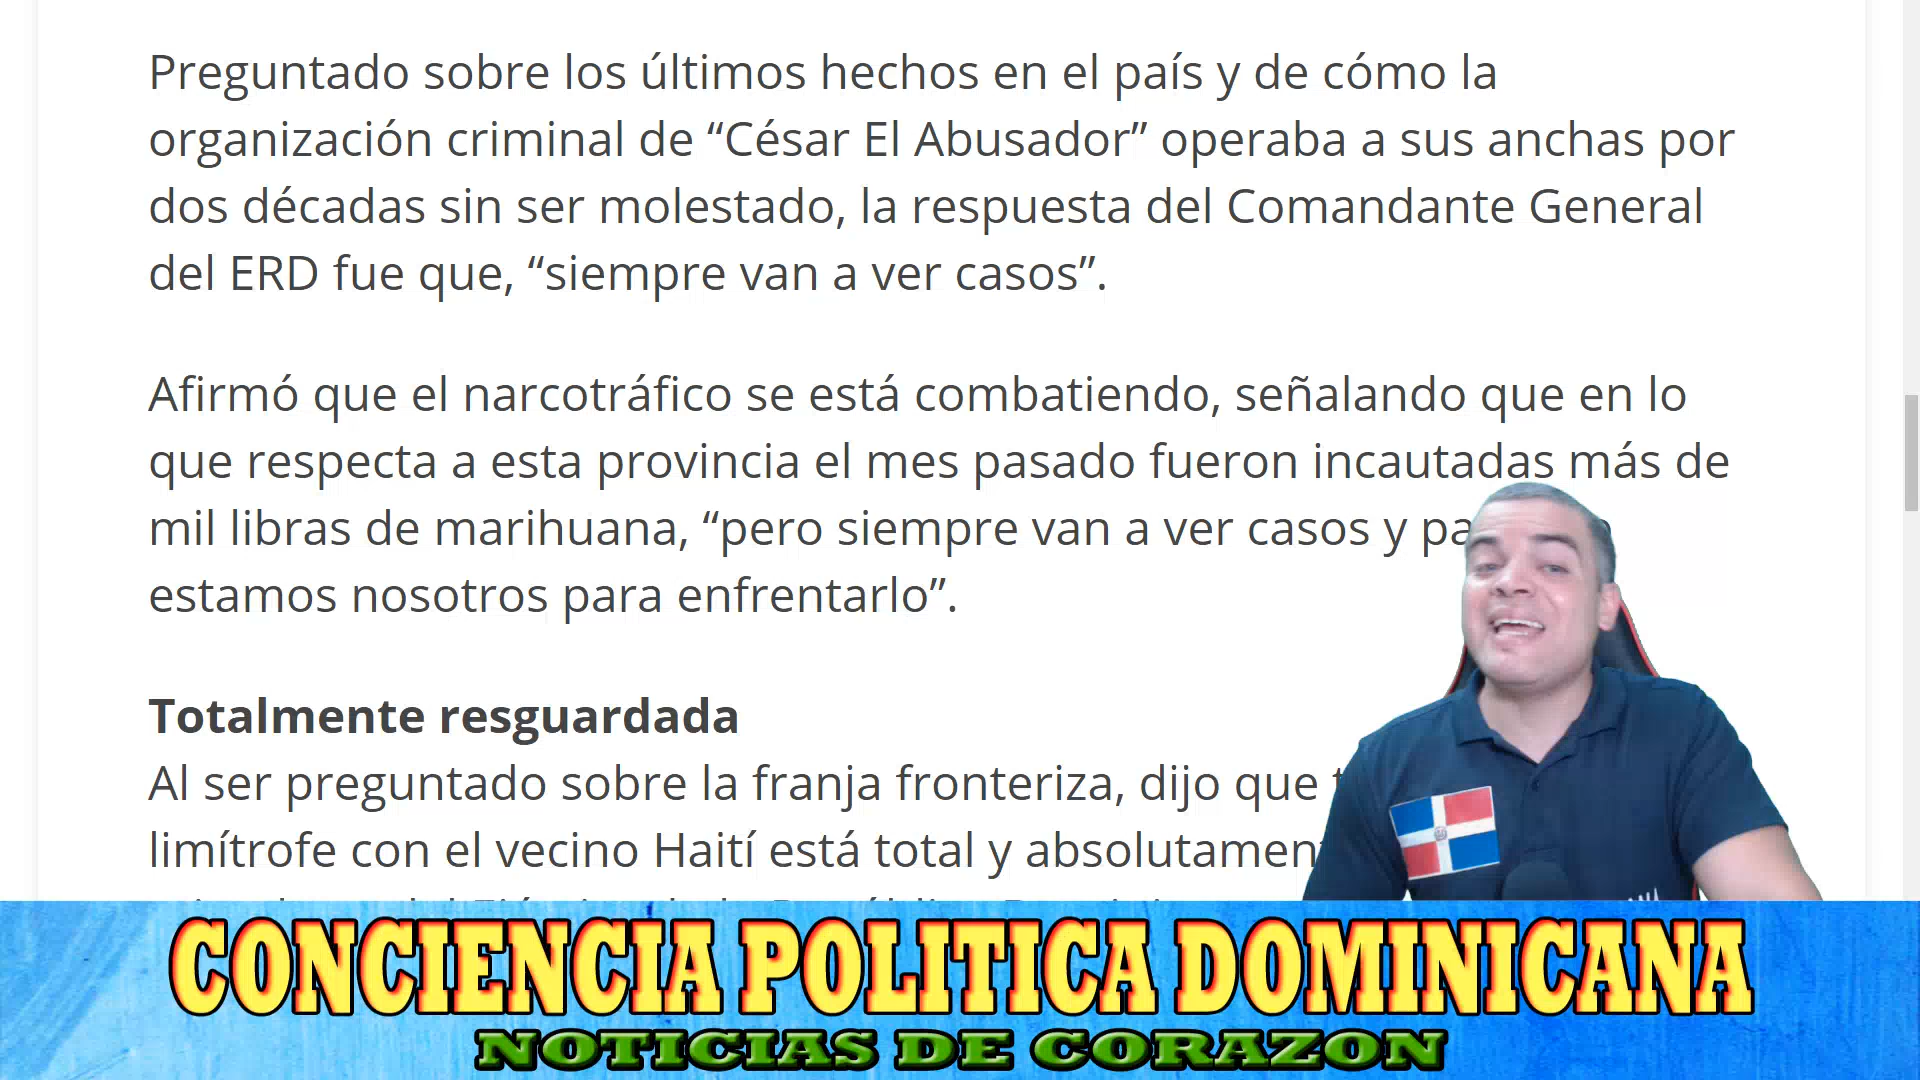 Preguntado sobre los últimos hechos en el país y de cómo la
organización criminal de “César El Abusador” operaba a sus anchas por
dos décadas sin ser molestado, la respuesta del Comandante General
del ERD fue que, “siempre van a ver casos”.
Afirmó que el narcotráfico se está combatiendo, señalando que en lo
que respecta a esta provincia el mes pasado fueron incautadas más de
mil libras de marihuana, “pero siempre van a ver casos y
estamos nosotros para enfrentarlo”.
Totalmente resguardada
Al ser preguntado sobre la franja fronteriza, dijo que
limítrofe con el vecino Haití está total y
CONCIENCIA POLITICA DOMINICANA
NOTICIAS DE CORAZON